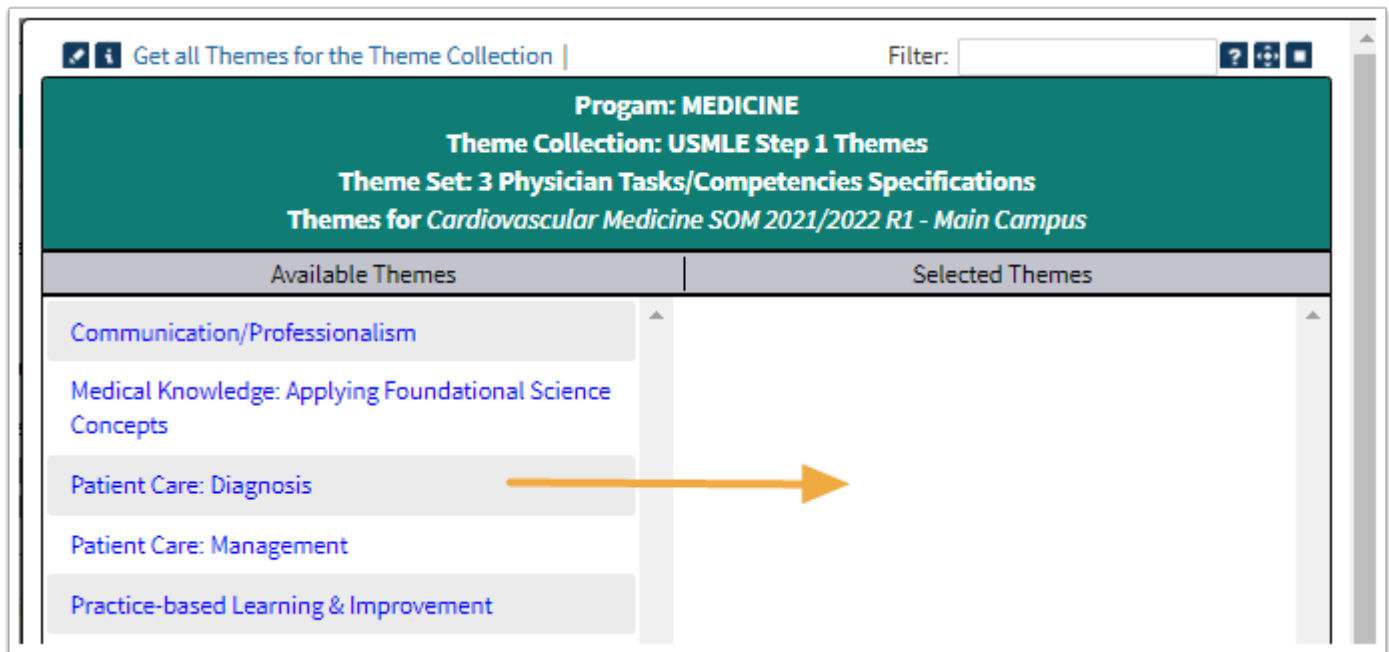 Get all Themes for the Theme Collection | Filter:
Progam: MEDICINE
Theme Collection: USMLE Step 1 Themes
Theme Set: 3 Physician Tasks/Competencies Specifications
Themes for Cardiovascular Medicine SOM 2021/2022 R1 - Main Campus
Available Themes Selected Themes
Communication/Professionalism
Medical Knowledge: Applying Foundational Science
Concepts
Patient Care: Diagnosis
Patient Care: Management
Practice-based Learning & Improvement